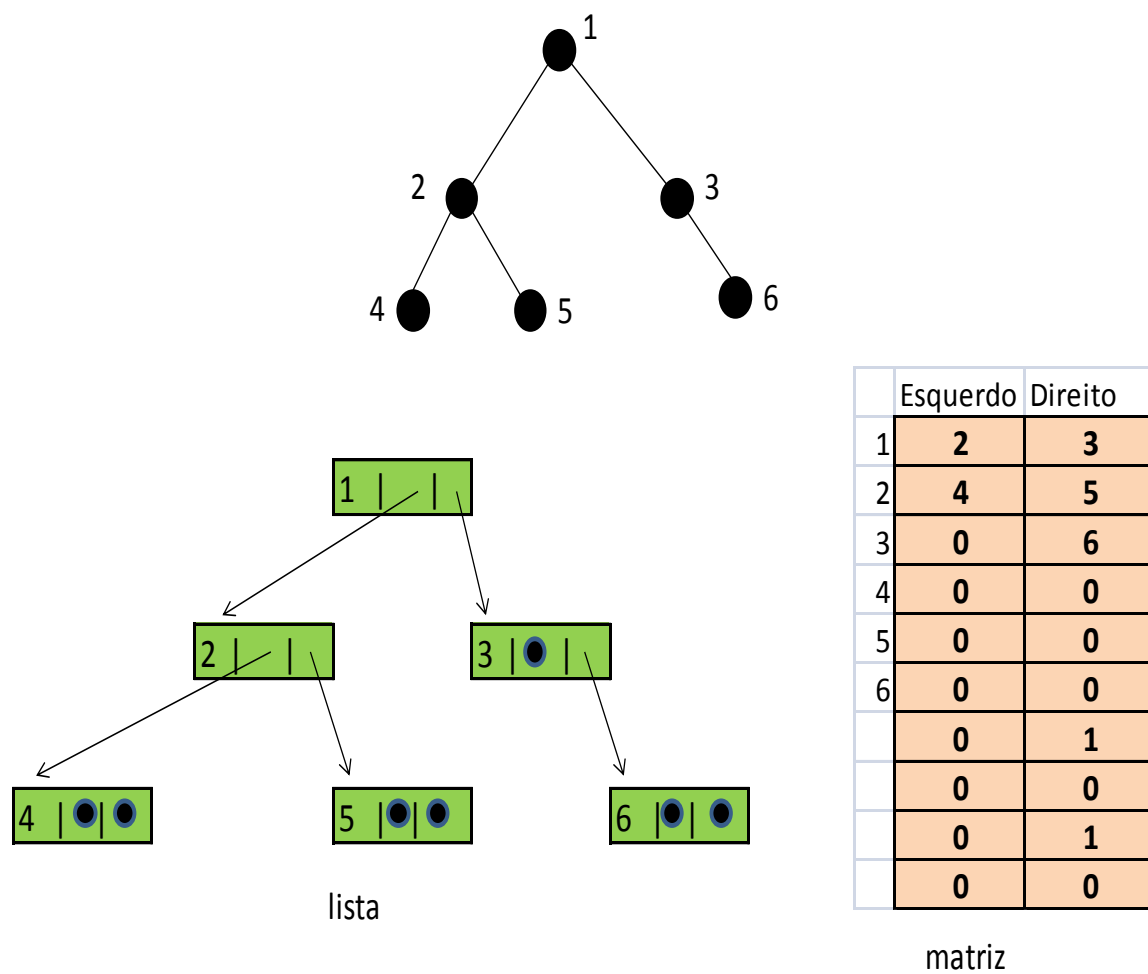 1
2 3
4 5 6
Esquerdo Direito
1 2 3
2 4 5
3 0 6
4 0 0
5 0 0
6 0 0
0 1
0 0
0 1
0 0
matriz
1 | |
2 | | 3 | |
4 | | 5 | | 6 | |
lista